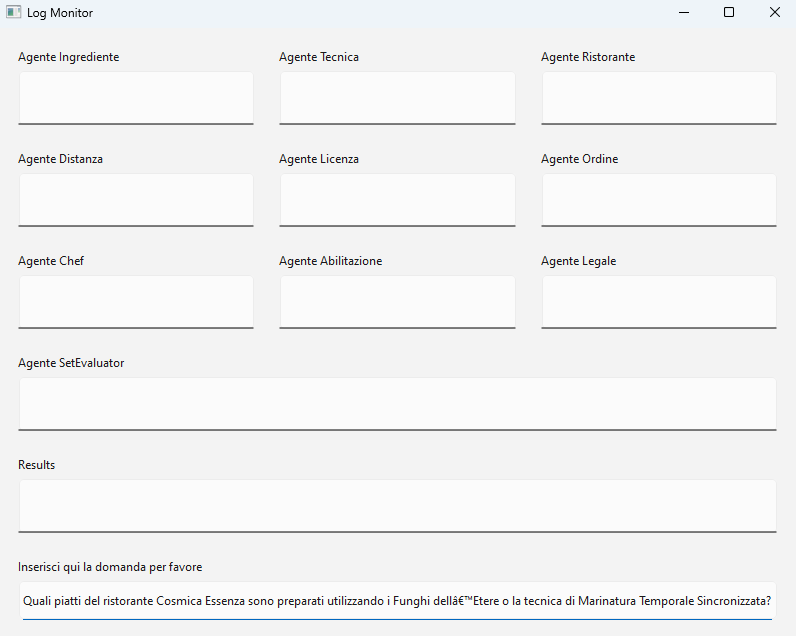 Log Monitor
Agente Ingrediente
Agente Tecnica
Agente Ristorante
Agente Distanza
Agente Licenza
Agente Ordine
Agente Chef
Agente Abilitazione
Agente Legale
Agente SetEvaluator
Results
Inserisci qui la domanda per favore
Quali piatti del ristorante Cosmica Essenza sono preparati utilizzando i Funghi dellâ€™Etere o la tecnica di Marinatura Temporale Sincronizzata?